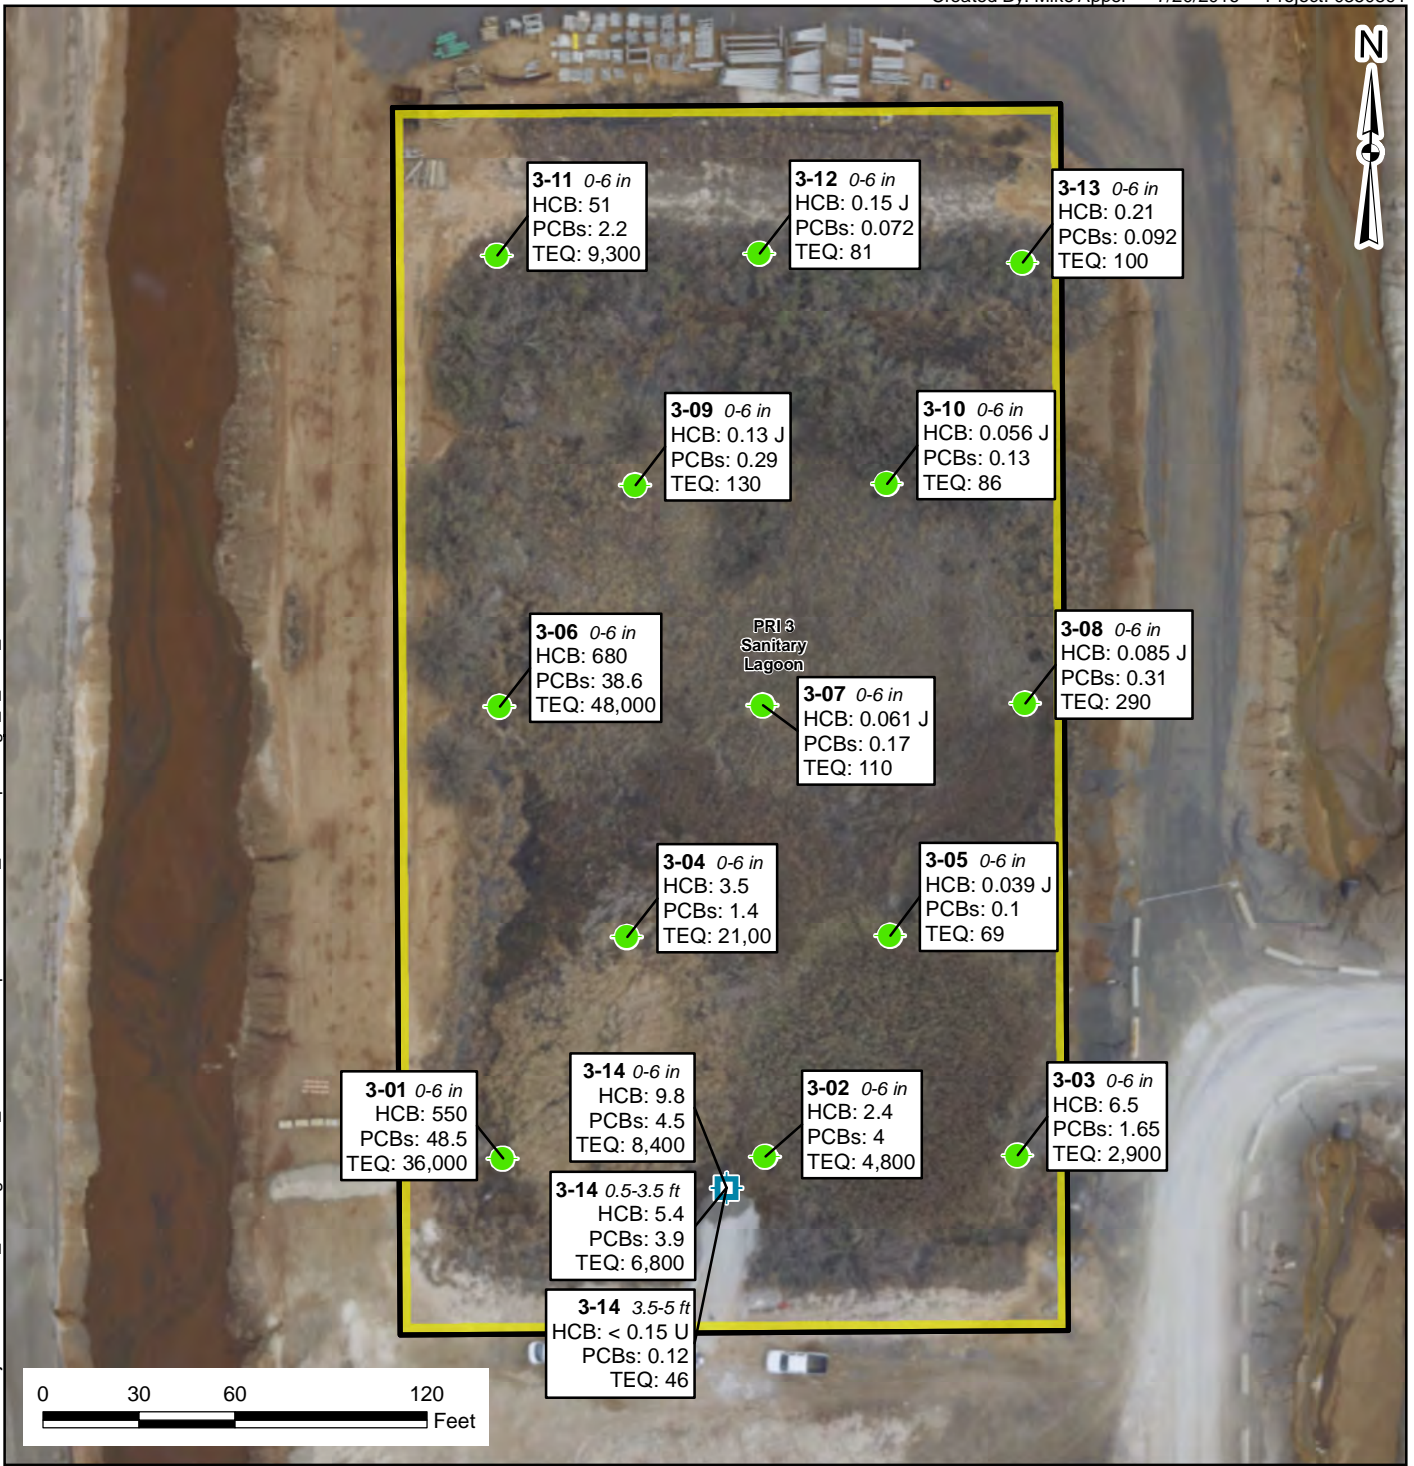 N
3-11 0-6 in
HCB: 51
PCBs: 2.2
TEQ: 9,300
3-12 0-6 in
HCB: 0.15 J
PCBs: 0.072
TEQ: 81
3-13 0-6 in
HCB: 0.21
PCBs: 0.092
TEQ: 100
3-09 0-6 in
HCB: 0.13 J
PCBs: 0.29
TEQ: 130
3-10 0-6 in
HCB: 0.056 J
PCBs: 0.13
TEQ: 86
3-06 0-6 in
HCB: 680
PCBs: 38.6
TEQ: 48,000
PRI 3
Sanitary
Lagoon
3-07 0-6 in
HCB: 0.061 J
PCBs: 0.17
TEQ: 110
3-08 0-6 in
HCB: 0.085 J
PCBs: 0.31
TEQ: 290
3-04 0-6 in
HCB: 3.5
PCBs: 1.4
TEQ: 21,00
3-05 0-6 in
HCB: 0.039 J
PCBs: 0.1
TEQ: 69
3-01 0-6 in
HCB: 550
PCBs: 48.5
TEQ: 36,000
3-14 0-6 in
HCB: 9.8
PCBs: 4.5
TEQ: 8,400
3-02 0-6 in
HCB: 2.4
PCBs: 4
TEQ: 4,800
3-03 0-6 in
HCB: 6.5
PCBs: 1.65
TEQ: 2,900
3-14 0.5-3.5 ft
HCB: 5.4
PCBs: 3.9
TEQ: 6,800
3-14 3.5-5 ft
HCB: < 0.15 U
PCBs: 0.12
TEQ: 46
0 30 60 120
Feet